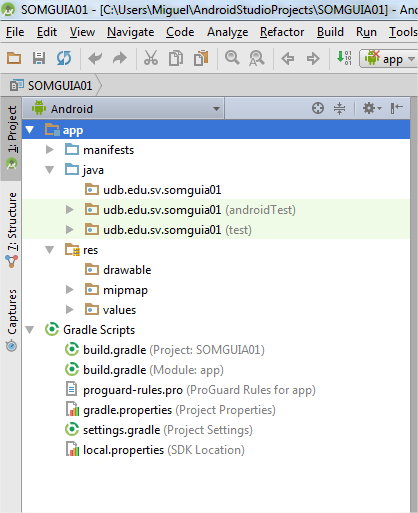 SOMGUIA01 - [C:\Users\Miguel\AndroidStudioProjects\SOMGUIA01] - Andro
File Edit View Navigate Code Analyze Refactor Build Run Tools
app
SOMGUIA01
1: Project
7: Structure
Captures
Android
app
manifests
java
udb.edu.sv.somguia01
udb.edu.sv.somguia01 (androidTest)
udb.edu.sv.somguia01 (test)
res
drawable
mipmap
values
Gradle Scripts
build.gradle (Project: SOMGUIA01)
build.gradle (Module: app)
proguard-rules.pro (ProGuard Rules for app)
gradle.properties (Project Properties)
settings.gradle (Project Settings)
local.properties (SDK Location)